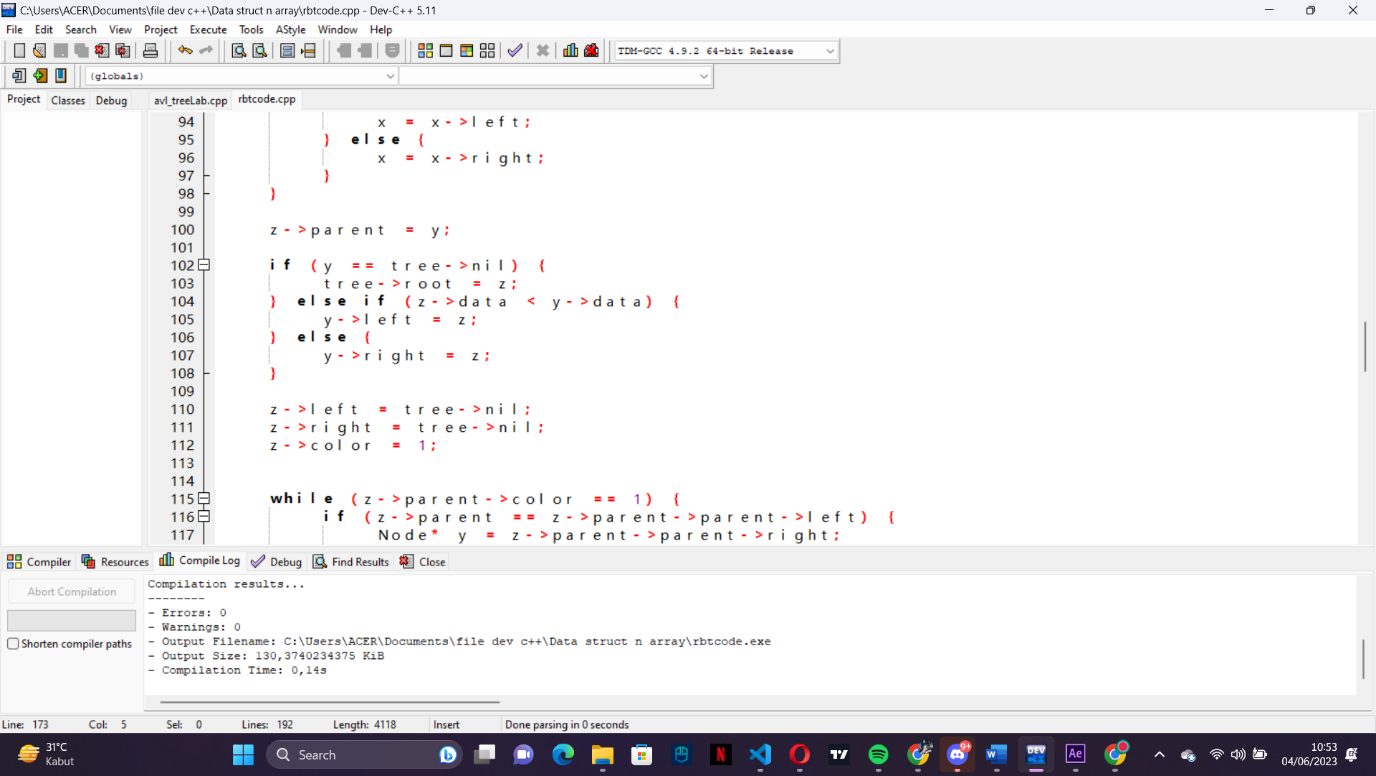 C:\Users\ACER\Documents\file dev c++\Data struct n array\rbtcode.cpp - Dev-C++ 5.11
File Edit Search View Project Execute Tools AStyle Window Help
TDM-GCC 4.9.2 64-bit Release
(globals)
Project Classes Debug avl_treeLab.cpp rbtcode.cpp
94 x = x->left;
95 } else {
96 x = x->right;
97 }
98 }
99
100 z->parent = y;
101
102 if (y == tree->nil) {
103 tree->root = z;
104 } else if (z->data < y->data) {
105 y->left = z;
106 } else {
107 y->right = z;
108 }
109
110 z->left = tree->nil;
111 z->right = tree->nil;
112 z->color = 1;
113
114
115 while (z->parent->color == 1) {
116 if (z->parent == z->parent->parent->left) {
117 Node* y = z->parent->parent->right;
Compiler Resources Compile Log Debug Find Results Close
Abort Compilation
Shorten compiler paths
Compilation results...
--------
- Errors: 0
- Warnings: 0
- Output Filename: C:\Users\ACER\Documents\file dev c++\Data struct n array\rbtcode.exe
- Output Size: 130,3740234375 KiB
- Compilation Time: 0,14s
Line: 173 Col: 5 Sel: 0 Lines: 192 Length: 4118 Insert Done parsing in 0 seconds
31°C
Kabut
Search
9+
DEV
Ae
10:53
04/06/2023